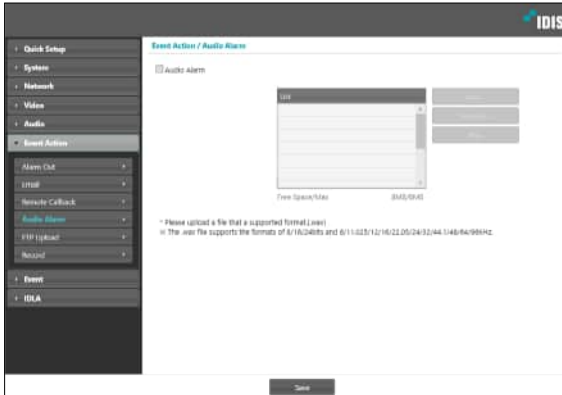 IDIS
Quick Setup
System
Network
Video
Audio
Event Action
Alarm Out
Email
Remote Callback
Audio Alarm
FTP Upload
Record
Event
IDLA
Event Action / Audio Alarm
Audio Alarm
List
Free Space/Max 8MB/8MB
* Please upload a file that a supported format.(.wav)
※ The .wav file supports the formats of 8/16/24bits and 8/11.025/12/16/22.05/24/32/44.1/48/64/96kHz.
Save